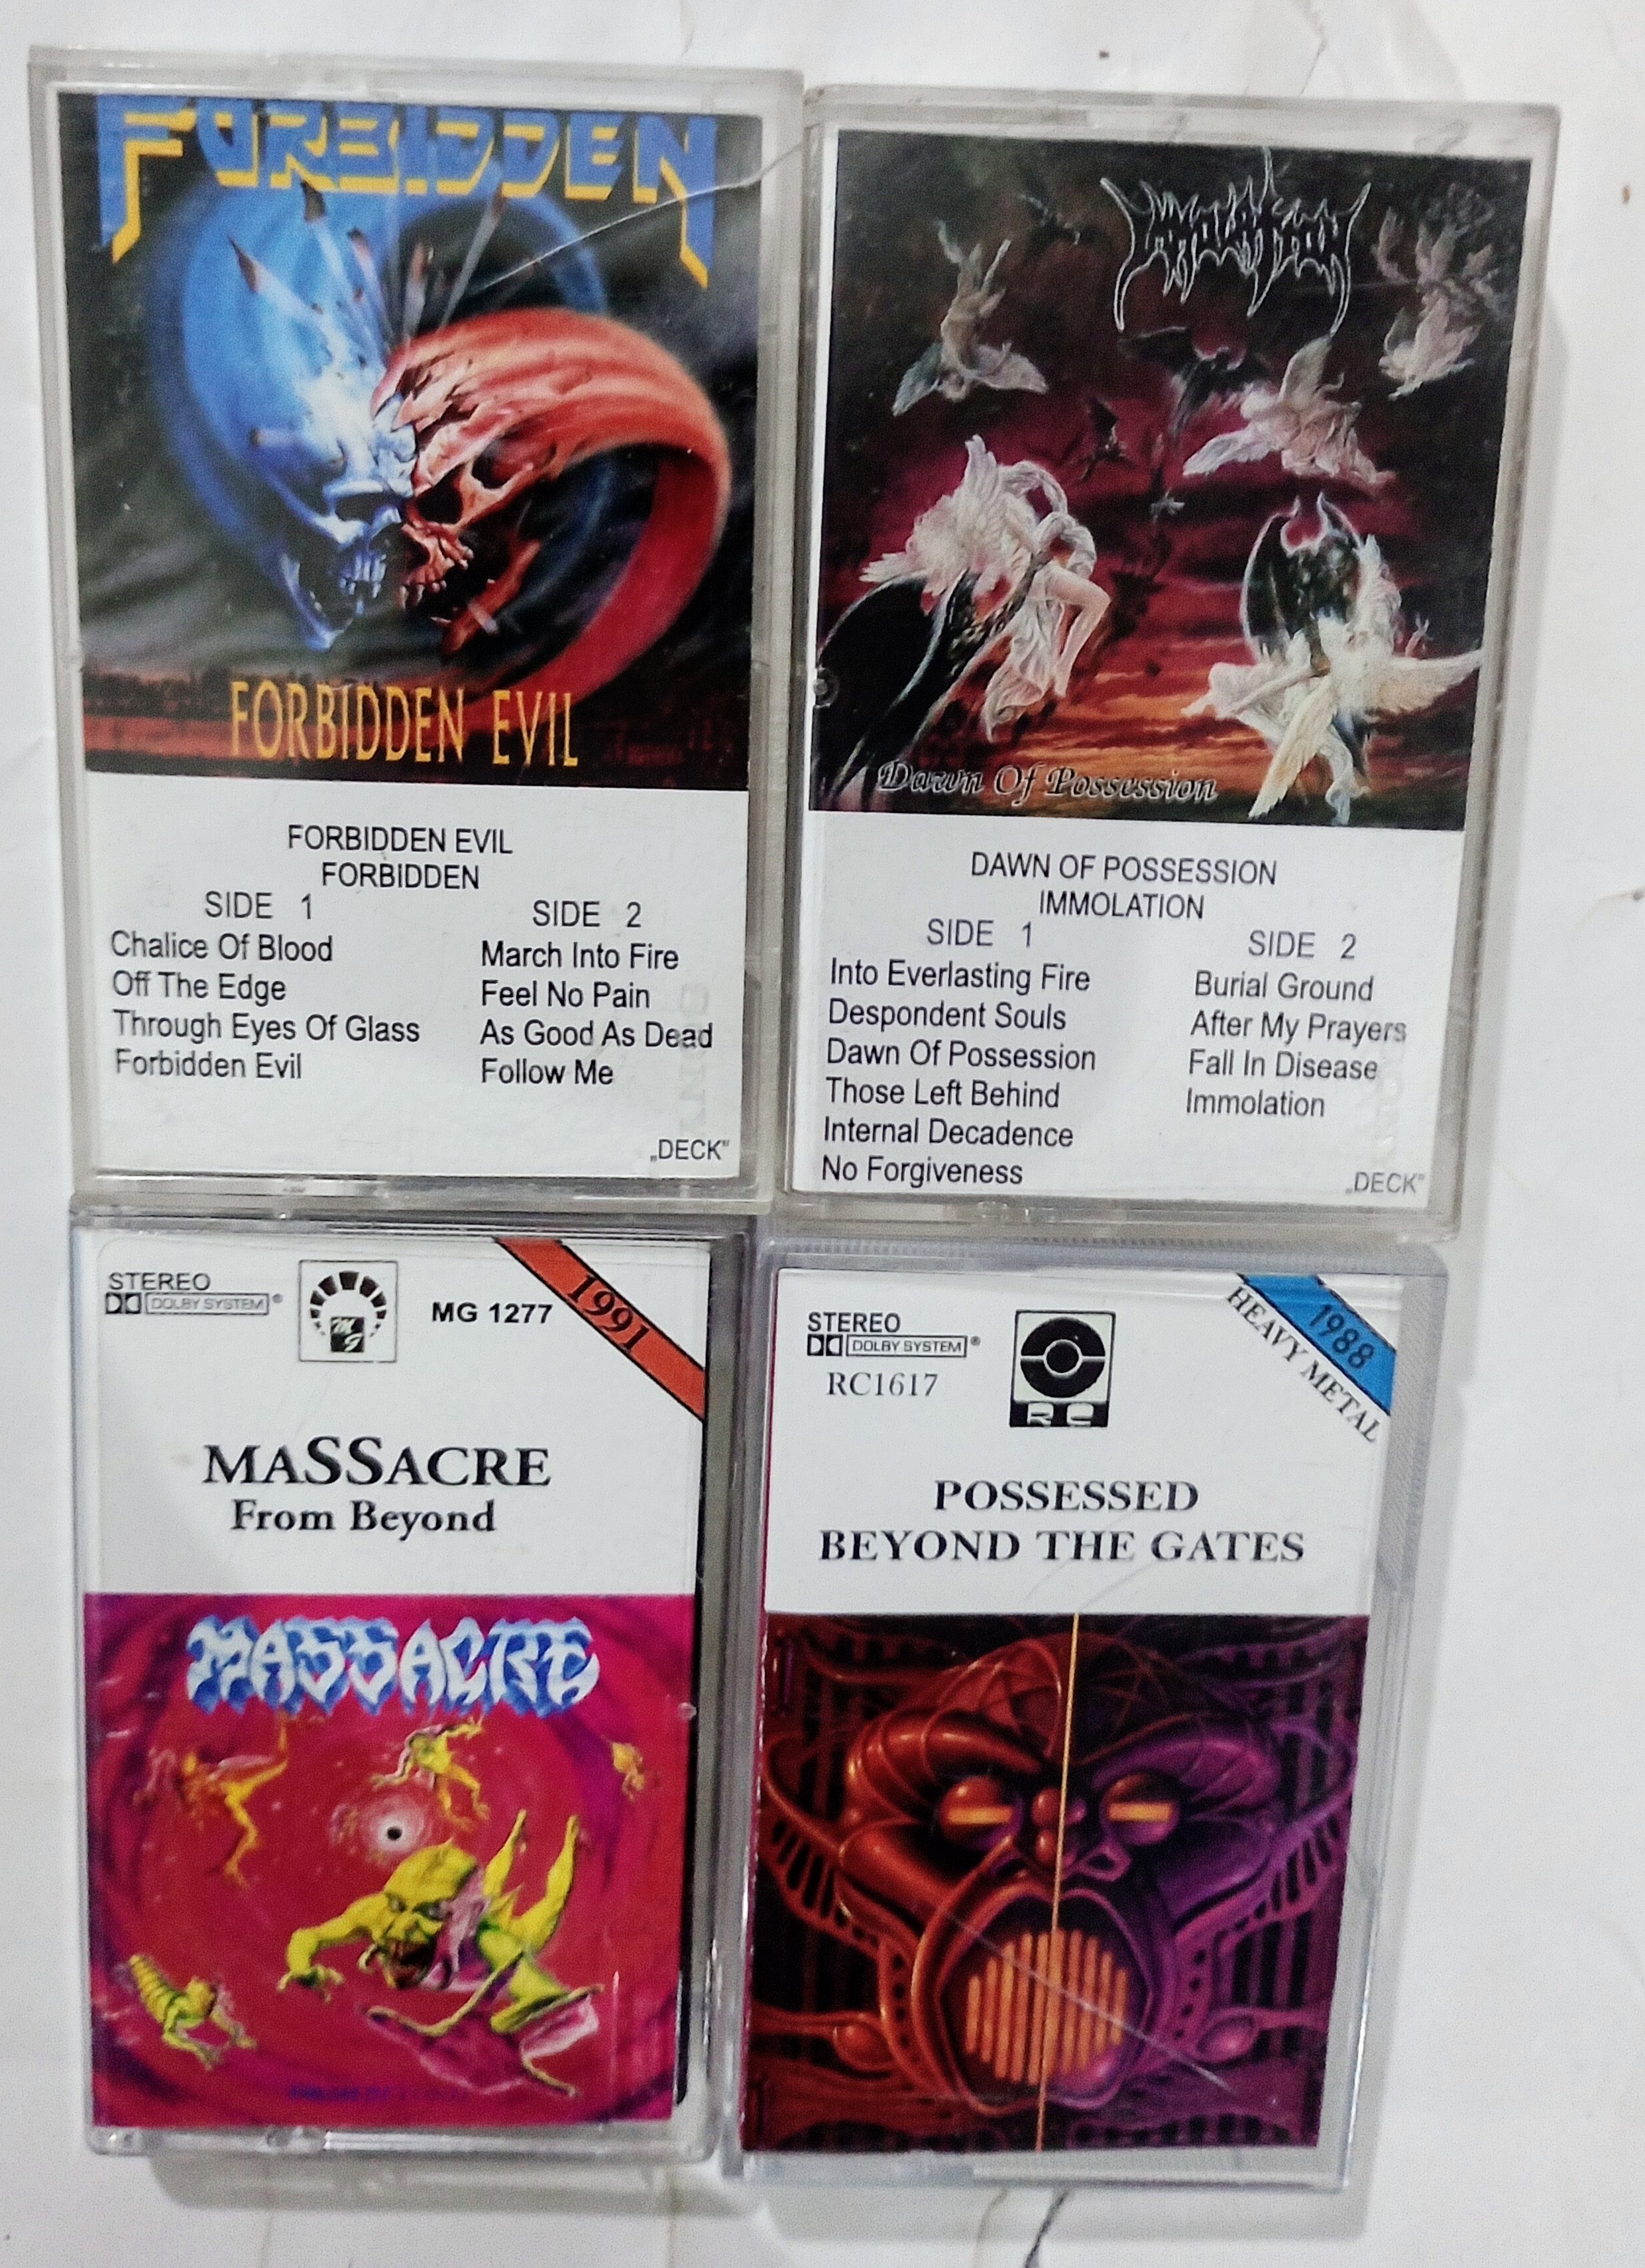 FORBIDDEN
FORBIDDEN EVIL
FORBIDDEN EVIL
FORBIDDEN
SIDE 1
Chalice Of Blood
Off The Edge
Through Eyes Of Glass
Forbidden Evil
SIDE 2
March Into Fire
Feel No Pain
As Good As Dead
Follow Me
„DECK"
IMMOLATION
Dawn Of Possession
DAWN OF POSSESSION
IMMOLATION
SIDE 1
Into Everlasting Fire
Despondent Souls
Dawn Of Possession
Those Left Behind
Internal Decadence
No Forgiveness
SIDE 2
Burial Ground
After My Prayers
Fall In Disease
Immolation
„DECK"
STEREO
DOLBY SYSTEM ®
MG
MG 1277
1991
MASSACRE
From Beyond
MASSACRE
STEREO
DOLBY SYSTEM ®
RC1617
RC
1988
HEAVY METAL
POSSESSED
BEYOND THE GATES